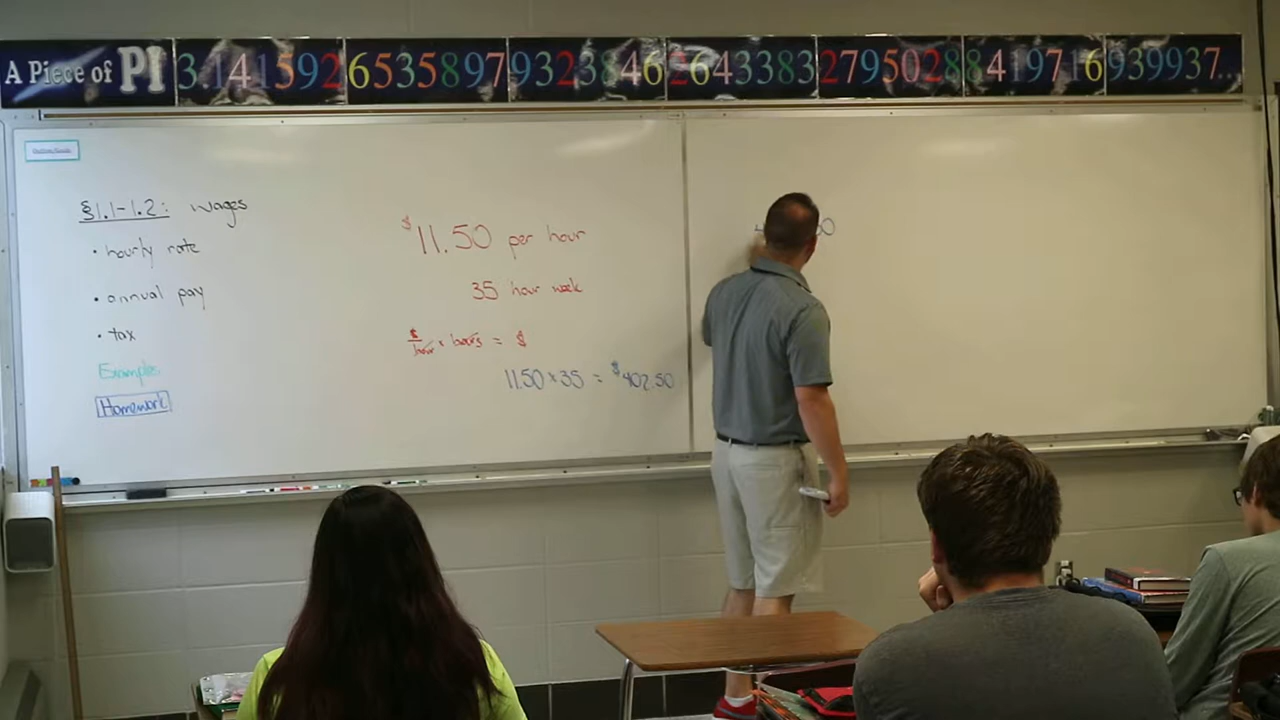 A Piece of PI 3.14159265358979323846264338327950288419716939937...
§1.1-1.2: wages
• hourly rate
• annual pay
• tax
Examples:
Homework
$11.50 per hour
35 hour week
$/hour × hours = $
11.50 × 35 = $402.50